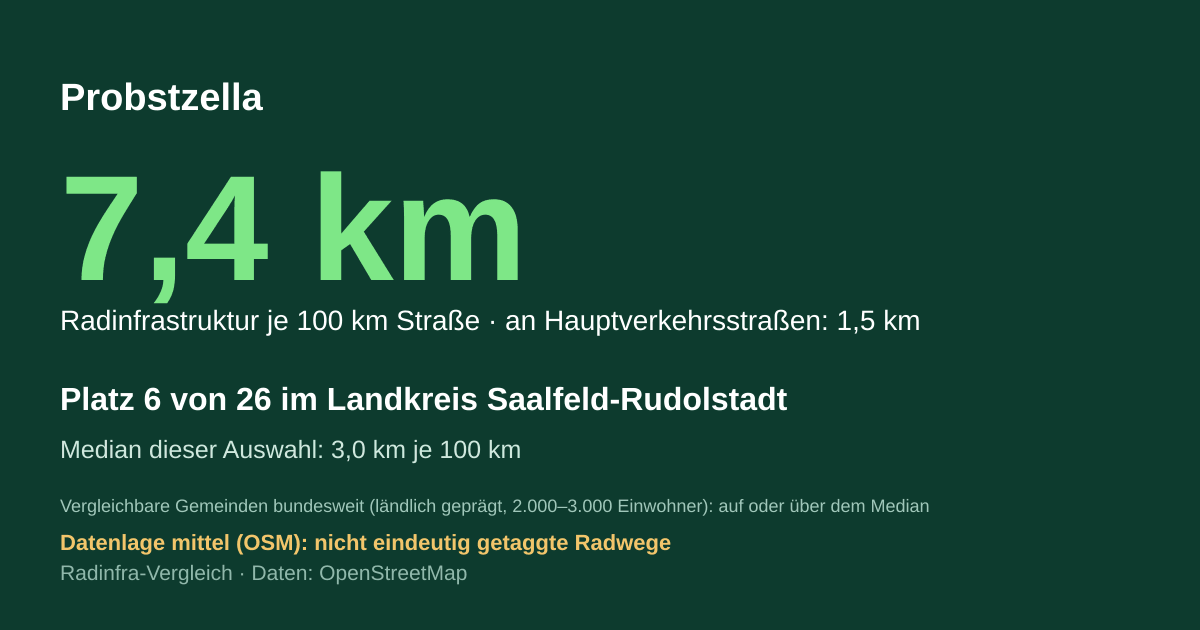 Probstzella
7,4 km
Radinfrastruktur je 100 km Straße · an Hauptverkehrsstraßen: 1,5 km
Platz 6 von 26 im Landkreis Saalfeld-Rudolstadt
Median dieser Auswahl: 3,0 km je 100 km
Vergleichbare Gemeinden bundesweit (ländlich geprägt, 2.000–3.000 Einwohner): auf oder über dem Median
Datenlage mittel (OSM): nicht eindeutig getaggte Radwege
Radinfra-Vergleich · Daten: OpenStreetMap